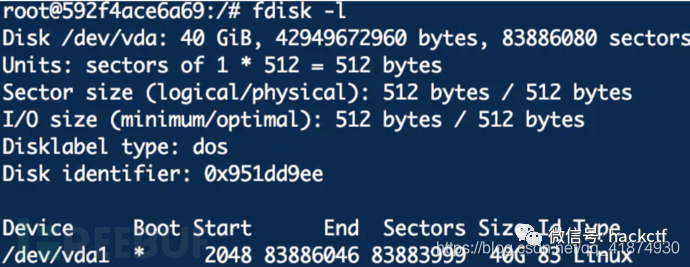 root@592f4ace6a69:/# fdisk -l
Disk /dev/vda: 40 GiB, 42949672960 bytes, 83886080 sectors
Units: sectors of 1 * 512 = 512 bytes
Sector size (logical/physical): 512 bytes / 512 bytes
I/O size (minimum/optimal): 512 bytes / 512 bytes
Disklabel type: dos
Disk identifier: 0x951dd9ee
Device Boot Start End Sectors Size Id Type
/dev/vda1 * 2048 83886046 83883999 40G 83 Linux
微信号: hackctf
https://blog.csdn.net/qq_41874930